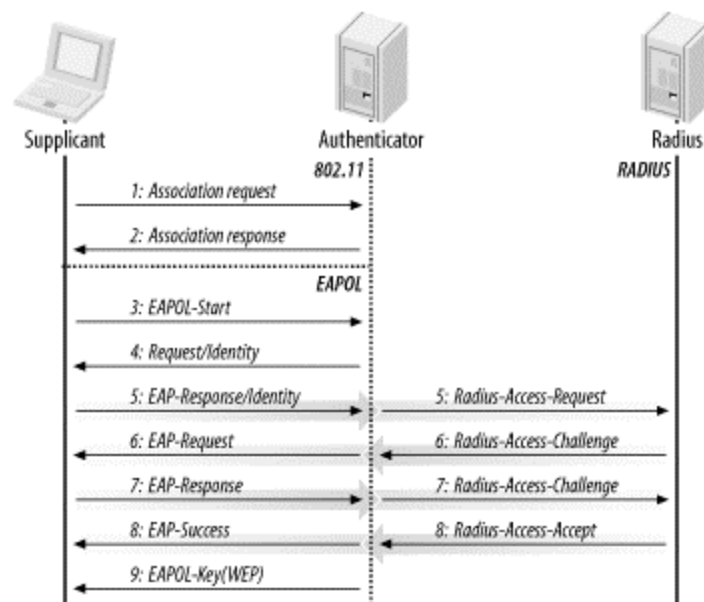 Supplicant
Authenticator
Radius
802.11
RADIUS
1: Association request
2: Association response
EAPOL
3: EAPOL-Start
4: Request/Identity
5: EAP-Response/Identity
5: Radius-Access-Request
6: EAP-Request
6: Radius-Access-Challenge
7: EAP-Response
7: Radius-Access-Challenge
8: EAP-Success
8: Radius-Access-Accept
9: EAPOL-Key(WEP)